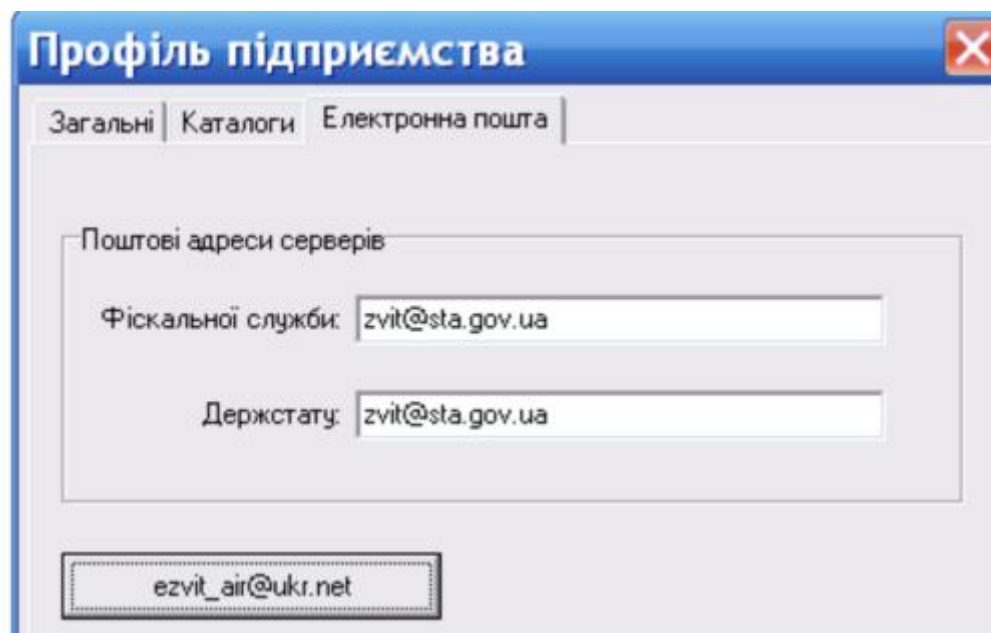 Профіль підприємства
Загальні Каталоги Електронна пошта
Поштові адреси серверів
Фіскальної служби: zvit@sta.gov.ua
Держстату: zvit@sta.gov.ua
ezvit_air@ukr.net